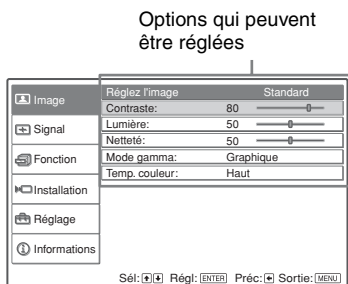 Options qui peuvent
être réglées
Image
Signal
Fonction
Installation
Réglage
Informations
Réglez l'image Standard
Contraste: 80
Lumière: 50
Netteté: 50
Mode gamma: Graphique
Temp. couleur: Haut
Sél: Régl: ENTER Préc: Sortie: MENU